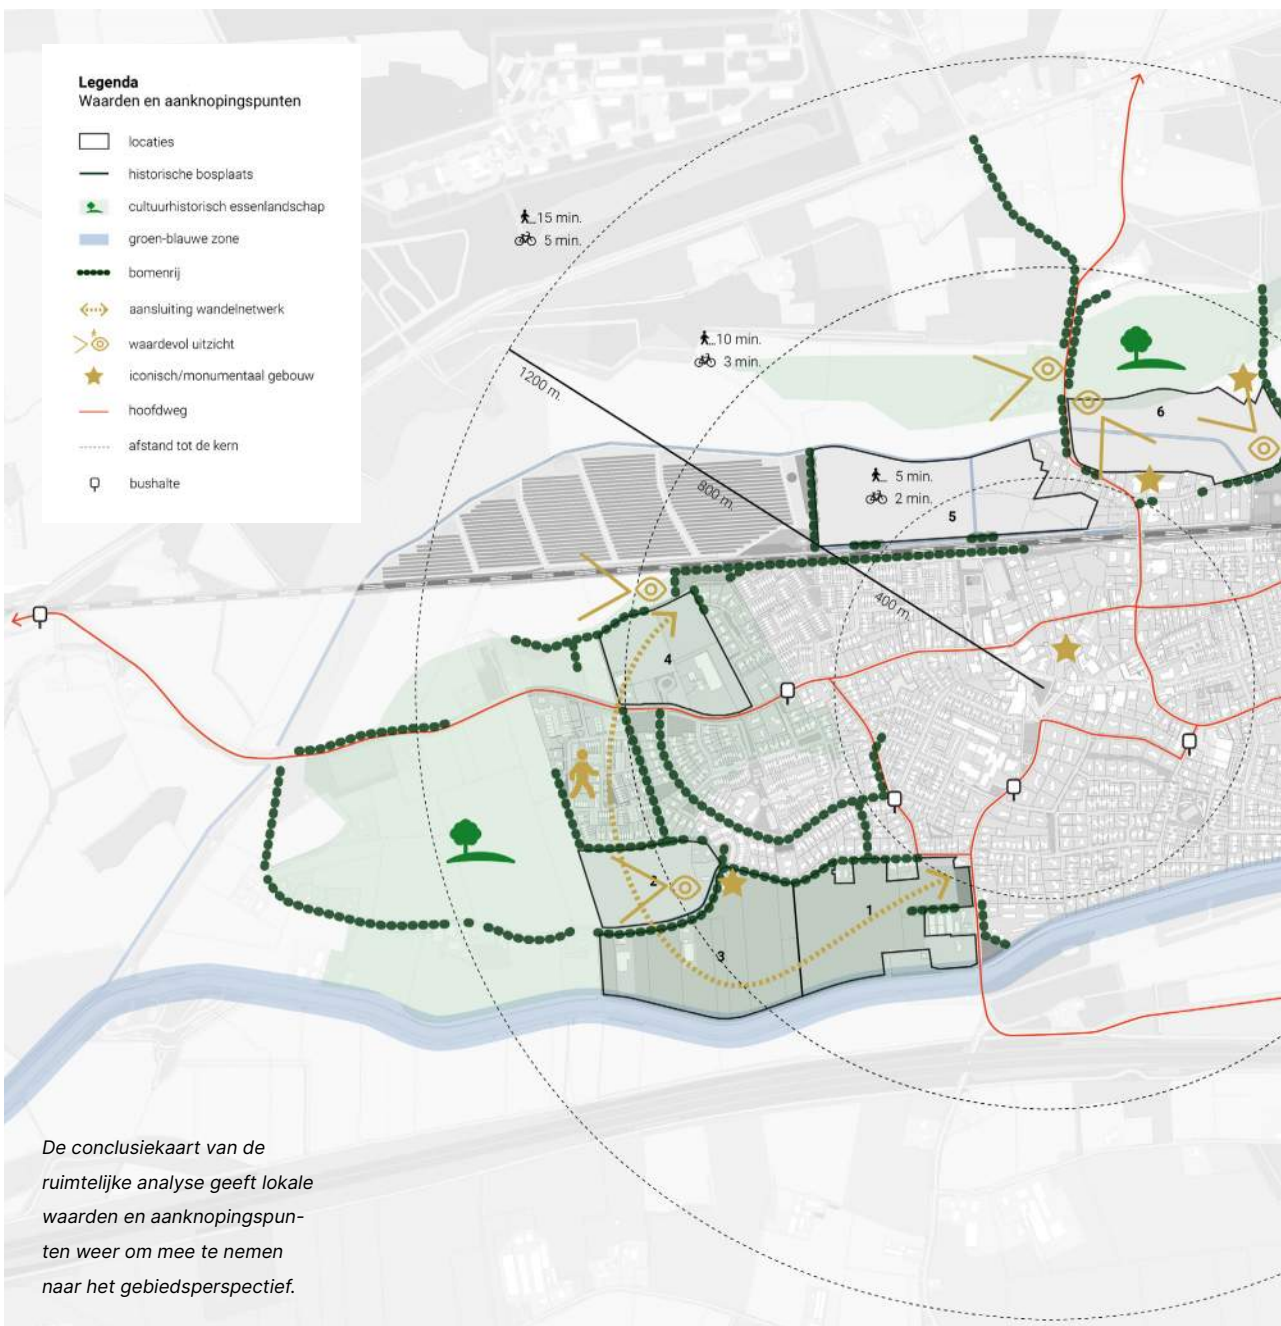 Legenda
Waarden en aanknopingspunten
locaties
historische bosplaats
cultuurhistorisch essenlandschap
groen-blauwe zone
bomenrij
aansluiting wandelnetwerk
waardevol uitzicht
iconisch/monumentaal gebouw
hoofdweg
afstand tot de kern
bushalte
15 min.
5 min.
10 min.
3 min.
1200 m.
6
5 min.
2 min.
800 m.
5
400 m.
4
2
1
3
De conclusiekaart van de
ruimtelijke analyse geeft lokale
waarden en aanknopingspun-
ten weer om mee te nemen
naar het gebiedsperspectief.